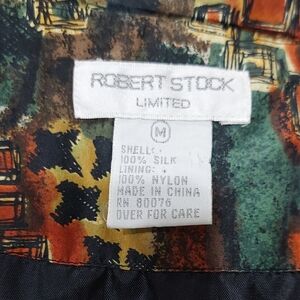 ROBERT STOCK
LIMITED
M
SHELL:
100% SILK
LINING:
100% NYLON
MADE IN CHINA
RN 80076
OVER FOR CARE